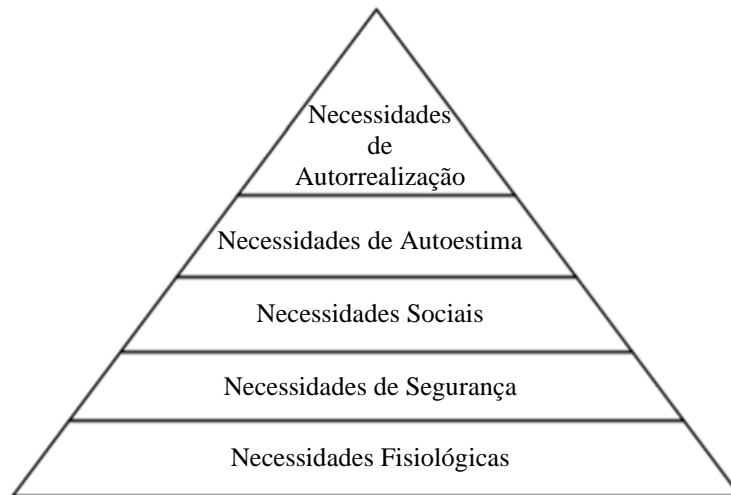 Necessidades
de
Autorrealização
Necessidades de Autoestima
Necessidades Sociais
Necessidades de Segurança
Necessidades Fisiológicas